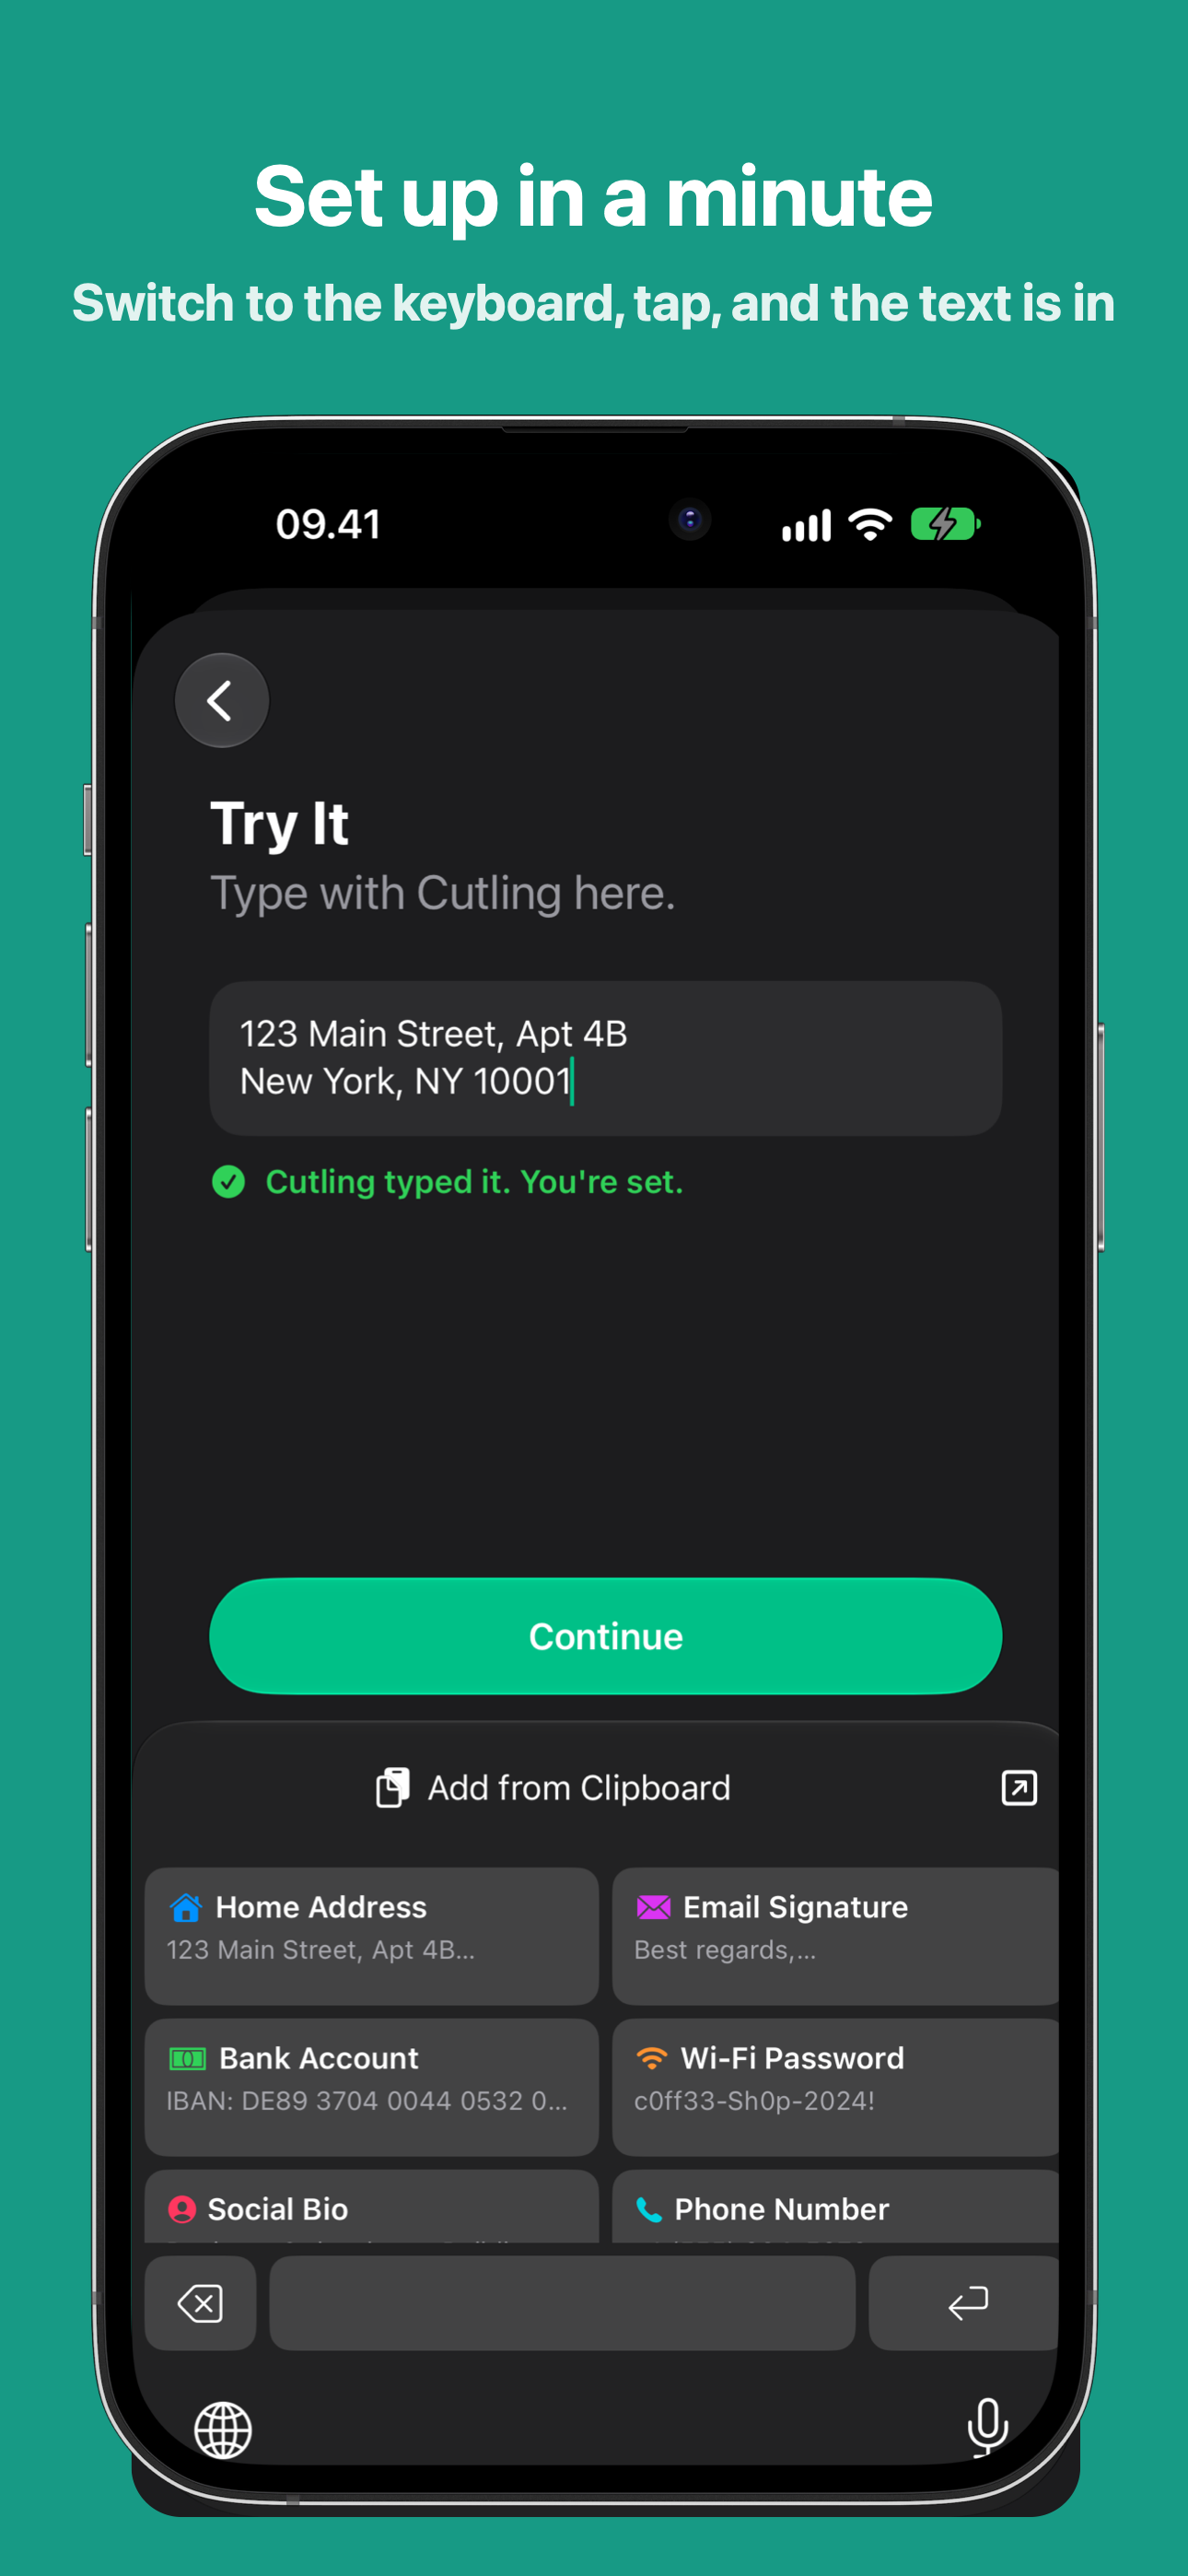 Set up in a minute
Switch to the keyboard, tap, and the text is in
09.41
Try It
Type with Cutling here.
123 Main Street, Apt 4B
New York, NY 10001
Cutling typed it. You're set.
Continue
Add from Clipboard
Home Address
123 Main Street, Apt 4B...
Email Signature
Best regards,...
Bank Account
IBAN: DE89 3704 0044 0532 0...
Wi-Fi Password
c0ff33-Sh0p-2024!
Social Bio
Phone Number